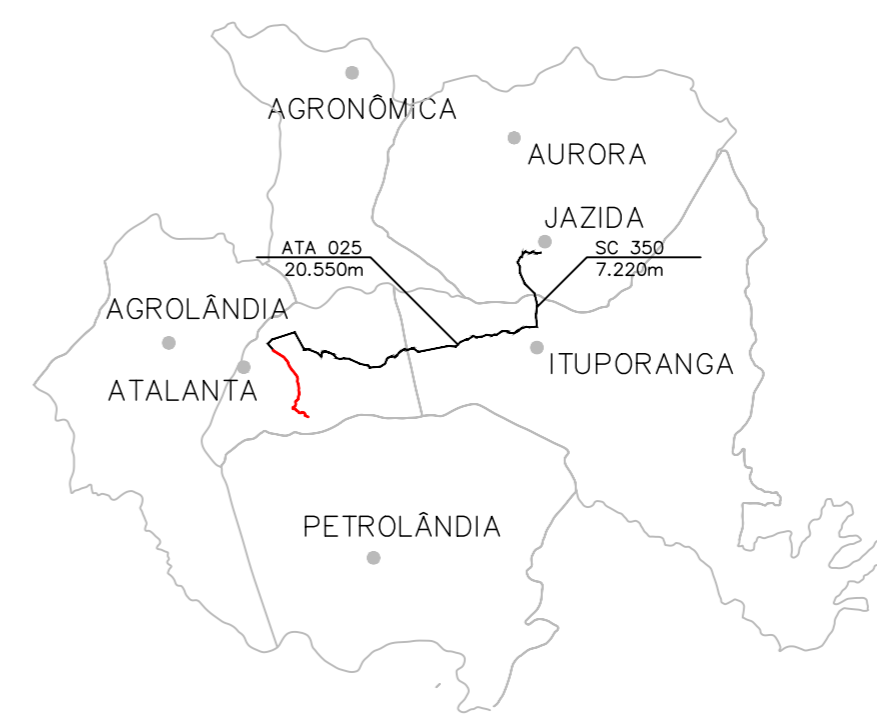 AGRONÔMICA
AURORA
JAZIDA
ATA 025
20.550m
SC 350
7.220m
AGROLÂNDIA
ITUPORANGA
ATALANTA
PETROLÂNDIA